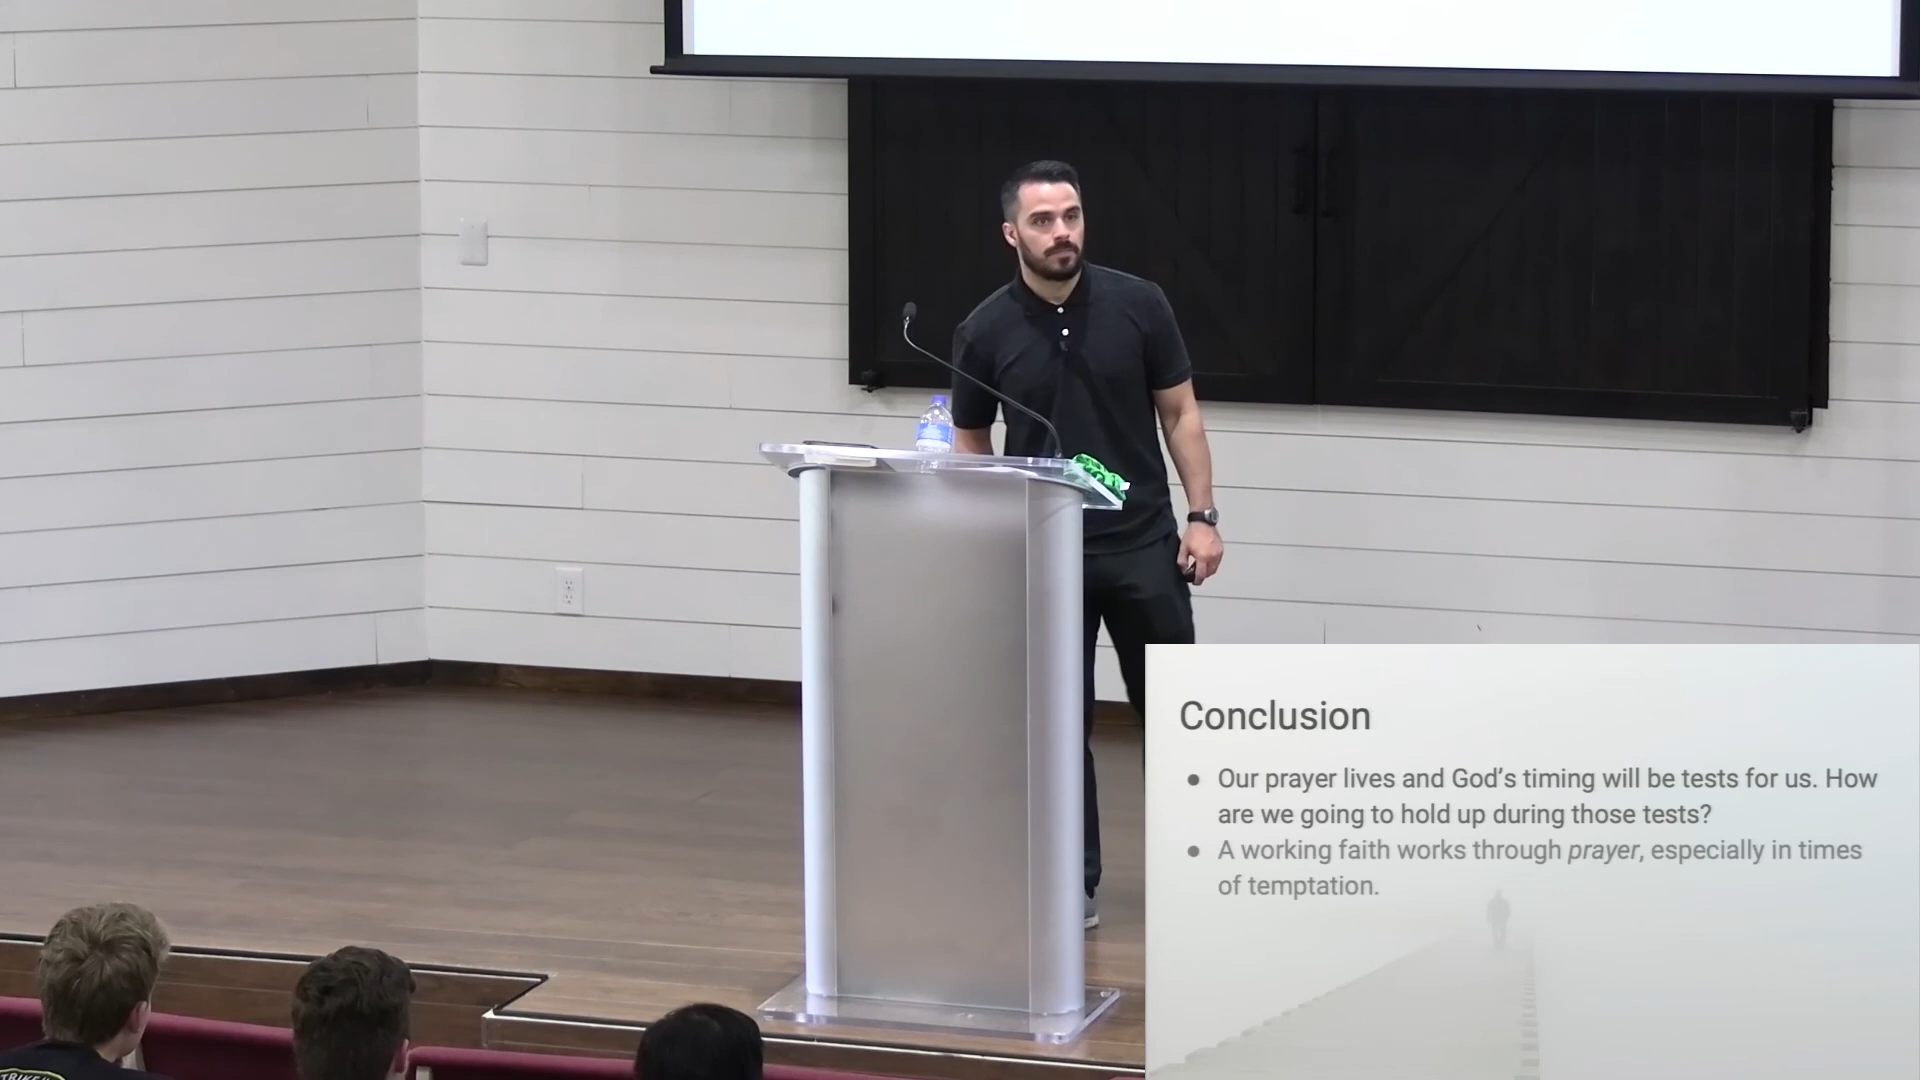 Conclusion
● Our prayer lives and God's timing will be tests for us. How
are we going to hold up during those tests?
● A working faith works through prayer, especially in times
of temptation.